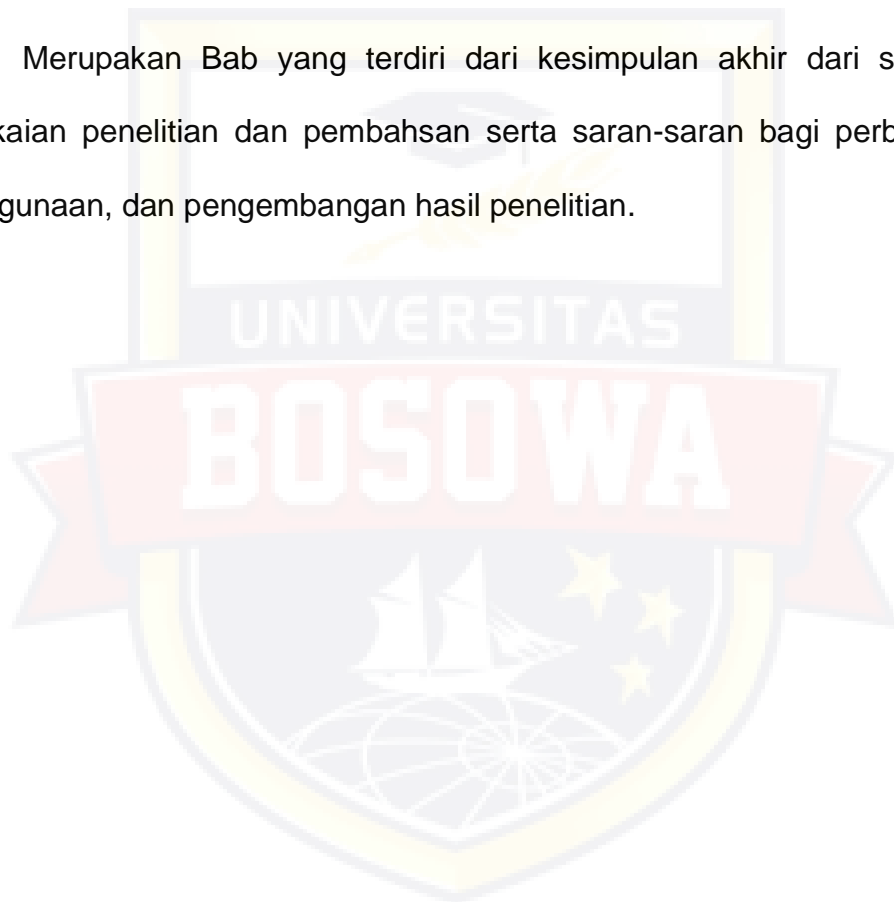 Merupakan Bab yang terdiri dari kesimpulan akhir dari s
kaian penelitian dan pembahsan serta saran-saran bagi perb
gunaan, dan pengembangan hasil penelitian.
UNIVERSITAS
BOSOWA